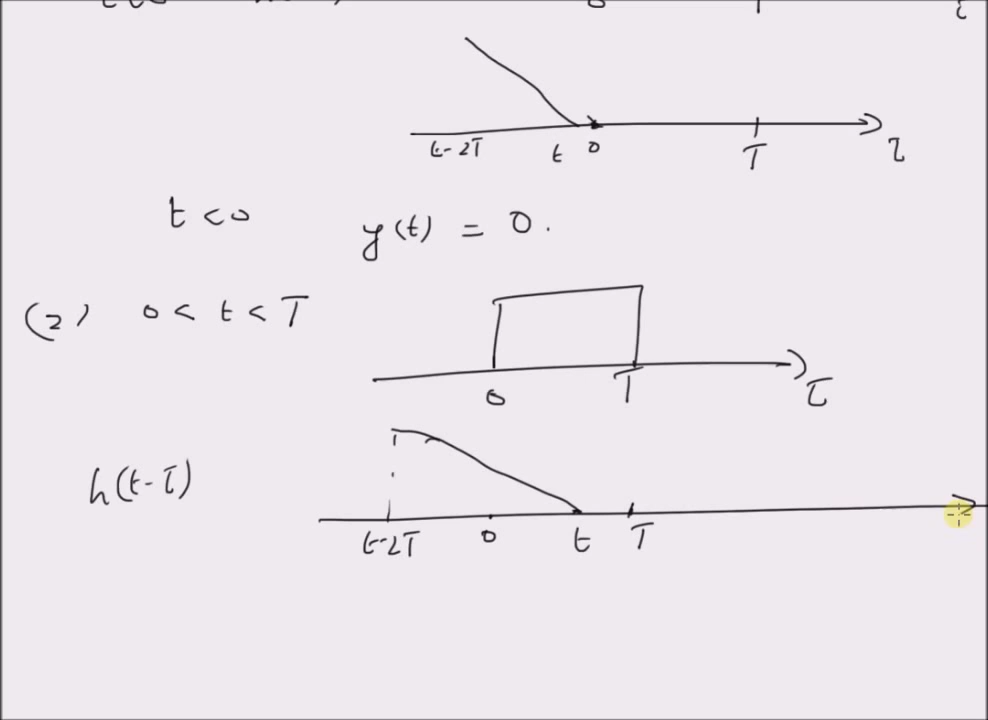 t-2T t 0 T τ
t < 0 y(t) = 0.
(2) 0 < t < T
0 T τ
h(t-τ)
t-2T 0 t T